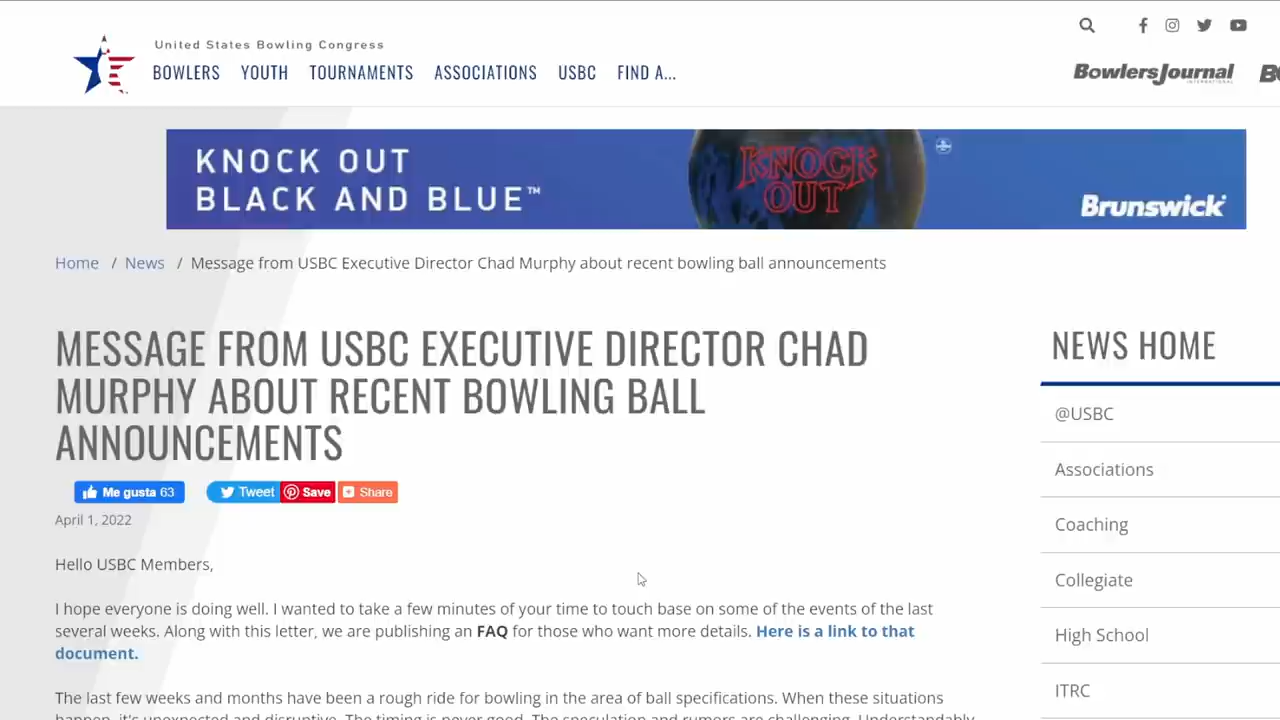 United States Bowling Congress
BOWLERS YOUTH TOURNAMENTS ASSOCIATIONS USBC FIND A...
BowlersJournal
INTERNATIONAL
KNOCK OUT
BLACK AND BLUE™
KNOCK
OUT
Brunswick
Home / News / Message from USBC Executive Director Chad Murphy about recent bowling ball announcements
MESSAGE FROM USBC EXECUTIVE DIRECTOR CHAD
MURPHY ABOUT RECENT BOWLING BALL
ANNOUNCEMENTS
Me gusta 63 Tweet Save Share
April 1, 2022
Hello USBC Members,
I hope everyone is doing well. I wanted to take a few minutes of your time to touch base on some of the events of the last
several weeks. Along with this letter, we are publishing an FAQ for those who want more details. Here is a link to that
document.
The last few weeks and months have been a rough ride for bowling in the area of ball specifications. When these situations
happen, it's unexpected and disruptive. The timing is never good. The speculation and rumors are challenging. Understandably
NEWS HOME
@USBC
Associations
Coaching
Collegiate
High School
ITRC